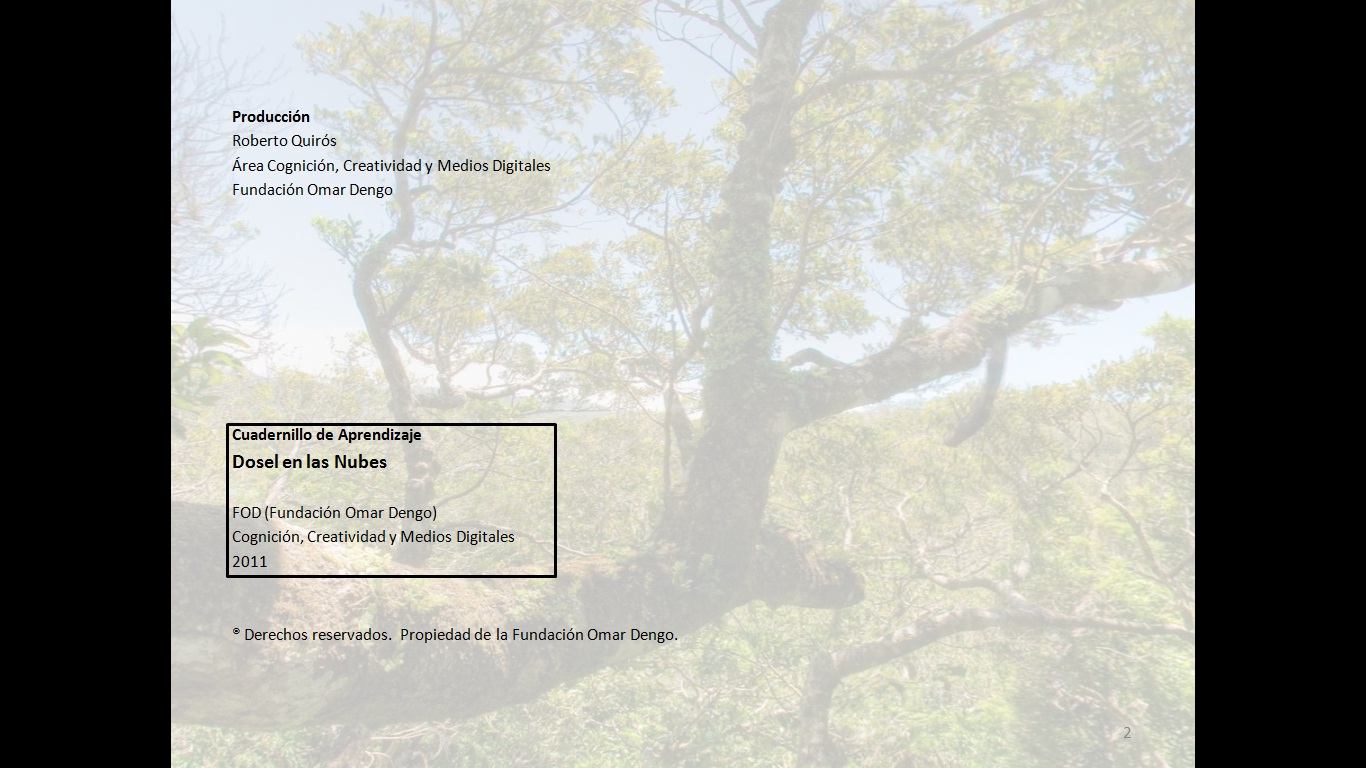 Producción
Roberto Quirós
Área Cognición, Creatividad y Medios Digitales
Fundación Omar Dengo
Cuadernillo de Aprendizaje
Dosel en las Nubes
FOD (Fundación Omar Dengo)
Cognición, Creatividad y Medios Digitales
2011
® Derechos reservados.  Propiedad de la Fundación Omar Dengo.
2